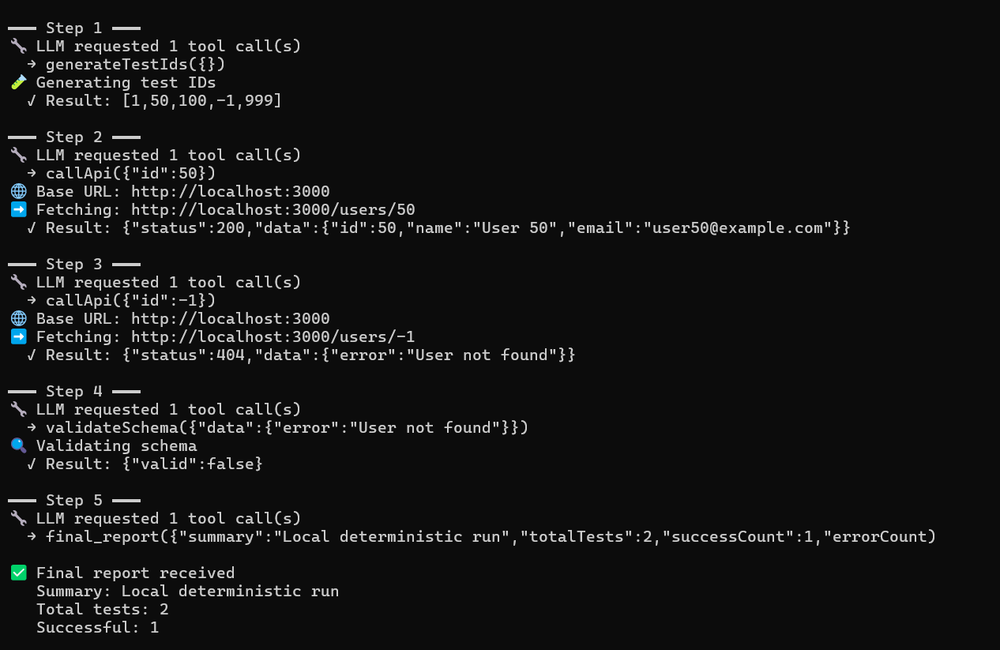 ━━━ Step 1 ━━━
🔧 LLM requested 1 tool call(s)
→ generateTestIds({})
🧪 Generating test IDs
✓ Result: [1,50,100,-1,999]
━━━ Step 2 ━━━
🔧 LLM requested 1 tool call(s)
→ callApi({"id":50})
🌐 Base URL: http://localhost:3000
➡️ Fetching: http://localhost:3000/users/50
✓ Result: {"status":200,"data":{"id":50,"name":"User 50","email":"user50@example.com"}}
━━━ Step 3 ━━━
🔧 LLM requested 1 tool call(s)
→ callApi({"id":-1})
🌐 Base URL: http://localhost:3000
➡️ Fetching: http://localhost:3000/users/-1
✓ Result: {"status":404,"data":{"error":"User not found"}}
━━━ Step 4 ━━━
🔧 LLM requested 1 tool call(s)
→ validateSchema({"data":{"error":"User not found"}})
🔍 Validating schema
✓ Result: {"valid":false}
━━━ Step 5 ━━━
🔧 LLM requested 1 tool call(s)
→ final_report({"summary":"Local deterministic run","totalTests":2,"successCount":1,"errorCount)
✅ Final report received
Summary: Local deterministic run
Total tests: 2
Successful: 1